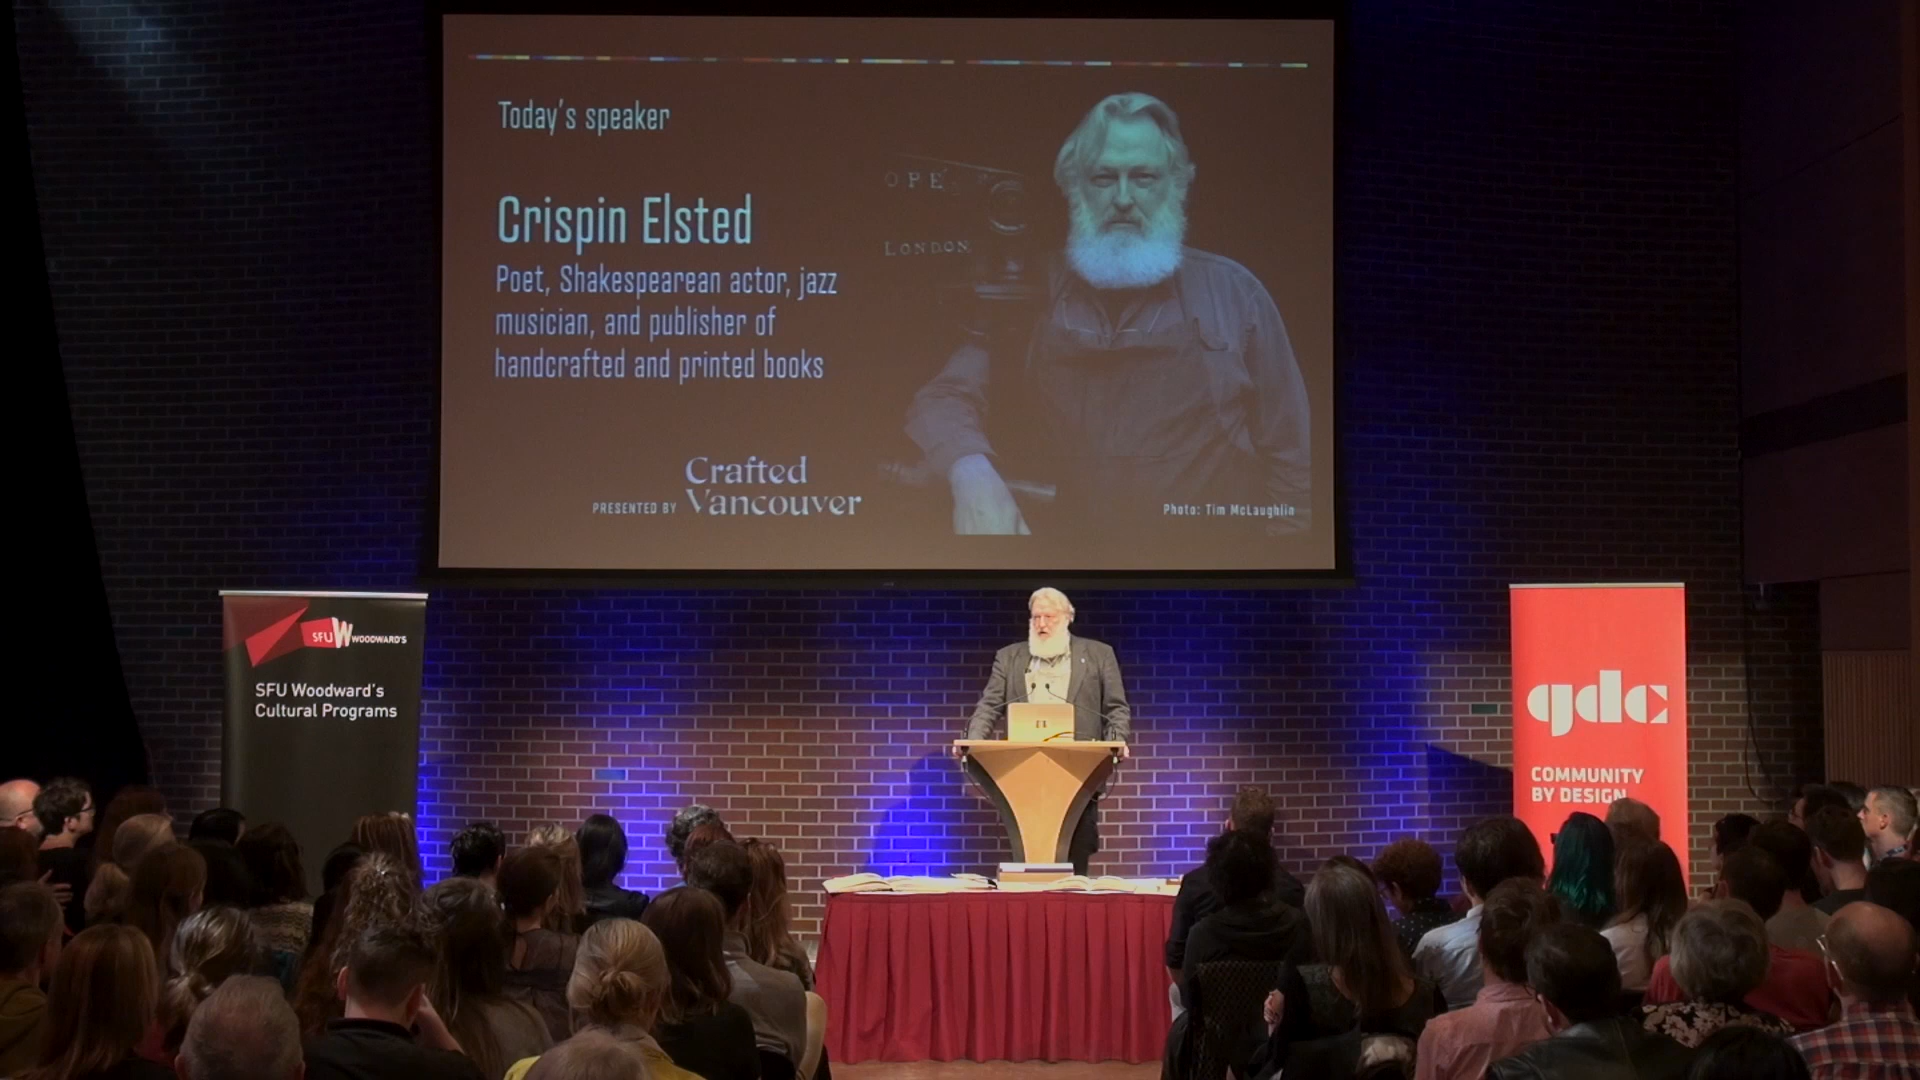 Today's speaker
Crispin Elsted
Poet, Shakespearean actor, jazz
musician, and publisher of
handcrafted and printed books
OPE
LONDON
PRESENTED BY
Crafted
Vancouver
Photo: Tim McLaughlin
SFU W WOODWARD'S
SFU Woodward's
Cultural Programs
gdc
COMMUNITY
BY DESIGN